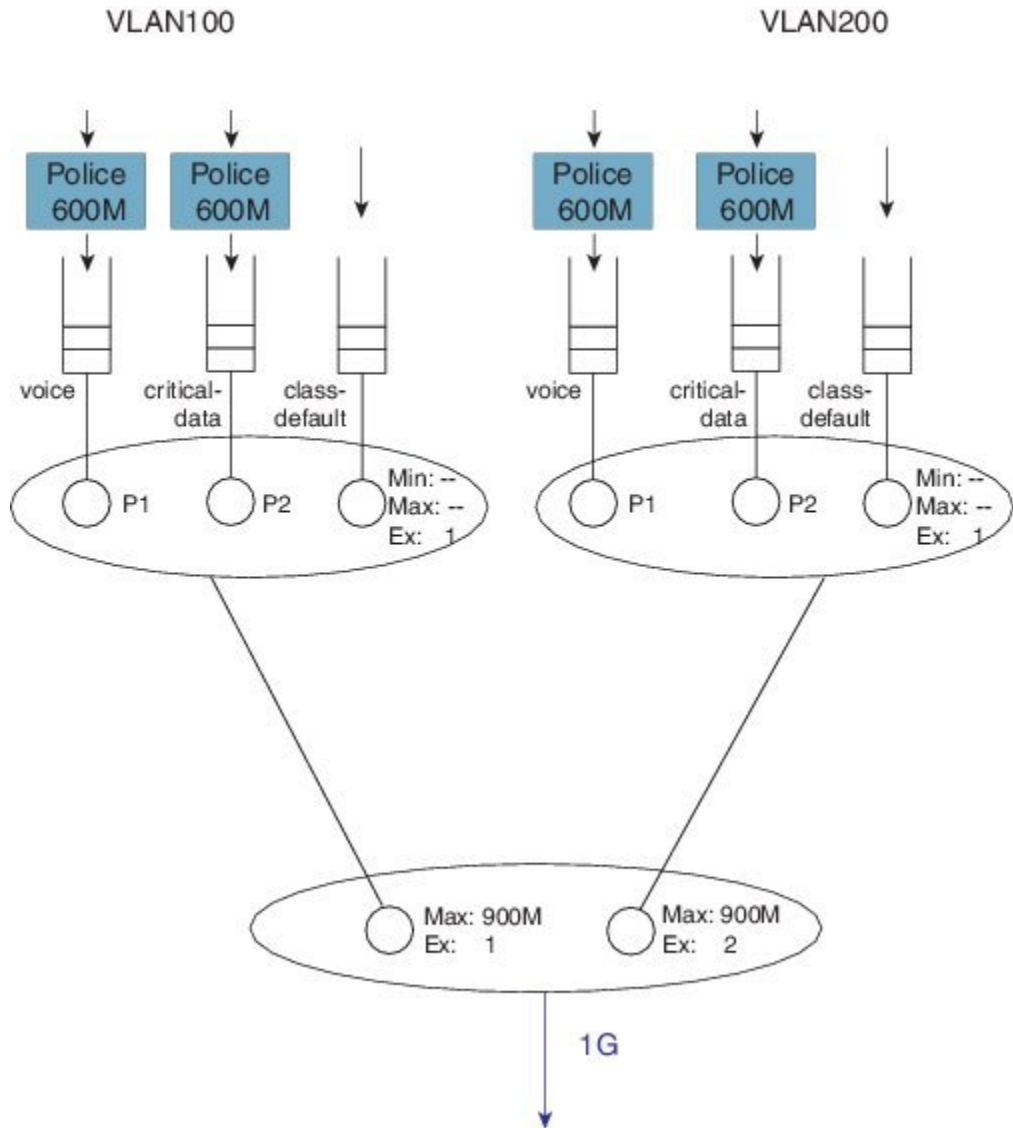 VLAN100
VLAN200
Police
600M
Police
600M
Police
600M
Police
600M
voice
critical-
data
class-
default
voice
critical-
data
class-
default
P1
P2
Min: --
Max: --
Ex: 1
P1
P2
Min: --
Max: --
Ex: 1
Max: 900M
Ex: 1
Max: 900M
Ex: 2
1G